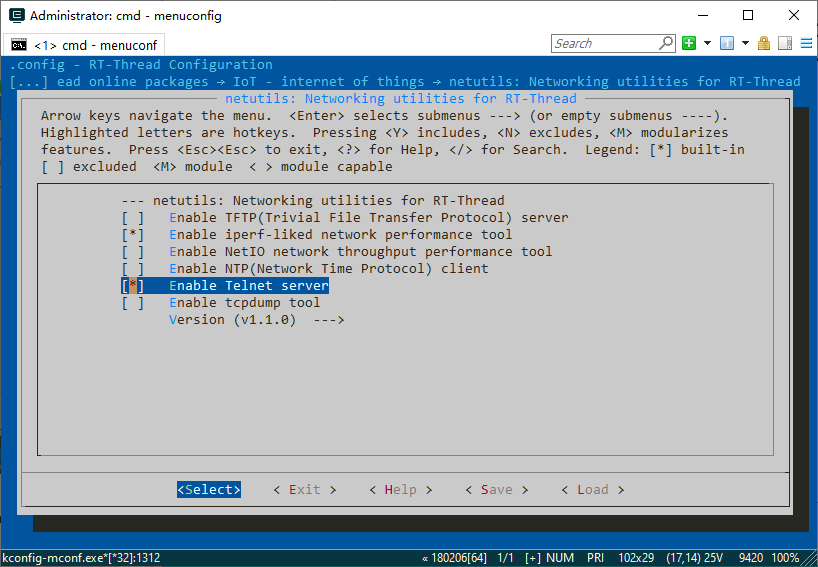 Administrator: cmd - menuconfig
<1> cmd - menuconf
Search
.config - RT-Thread Configuration
[...] ead online packages → IoT - internet of things → netutils: Networking utilities for RT-Thread
netutils: Networking utilities for RT-Thread
Arrow keys navigate the menu.  <Enter> selects submenus ---> (or empty submenus ----).
Highlighted letters are hotkeys.  Pressing <Y> includes, <N> excludes, <M> modularizes
features.  Press <Esc><Esc> to exit, <?> for Help, </> for Search.  Legend: [*] built-in
[ ] excluded  <M> module  < > module capable
--- netutils: Networking utilities for RT-Thread
[ ]   Enable TFTP(Trivial File Transfer Protocol) server
[*]   Enable iperf-liked network performance tool
[ ]   Enable NetIO network throughput performance tool
[ ]   Enable NTP(Network Time Protocol) client
[*]   Enable Telnet server
[ ]   Enable tcpdump tool
Version (v1.1.0)  --->
<Select>    < Exit >    < Help >    < Save >    < Load >
kconfig-mconf.exe*[*32]:1312    « 180206[64]  1/1  [+] NUM  PRI  102x29  (17,14) 25V  9420  100%